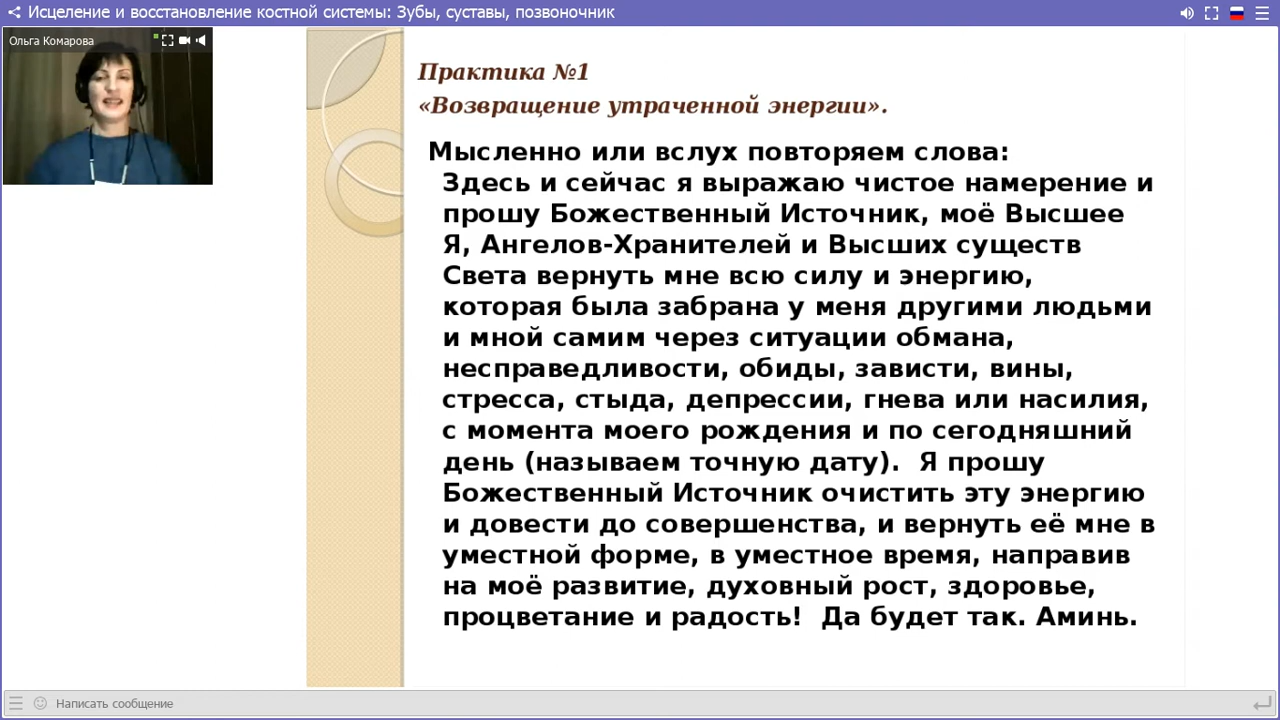 Исцеление и восстановление костной системы: Зубы, суставы, позвоночник
Ольга Комарова
Практика №1
«Возвращение утраченной энергии».
Мысленно или вслух повторяем слова:
Здесь и сейчас я выражаю чистое намерение и
прошу Божественный Источник, моё Высшее
Я, Ангелов-Хранителей и Высших существ
Света вернуть мне всю силу и энергию,
которая была забрана у меня другими людьми
и мной самим через ситуации обмана,
несправедливости, обиды, зависти, вины,
стресса, стыда, депрессии, гнева или насилия,
с момента моего рождения и по сегодняшний
день (называем точную дату).  Я прошу
Божественный Источник очистить эту энергию
и довести до совершенства, и вернуть её мне в
уместной форме, в уместное время, направив
на моё развитие, духовный рост, здоровье,
процветание и радость!  Да будет так. Аминь.
Написать сообщение